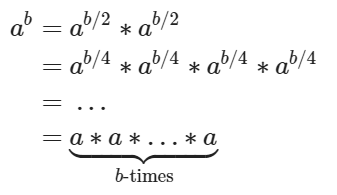 a^b = a^{b/2} * a^{b/2}
= a^{b/4} * a^{b/4} * a^{b/4} * a^{b/4}
= ...
= a * a * ... * a
b-times